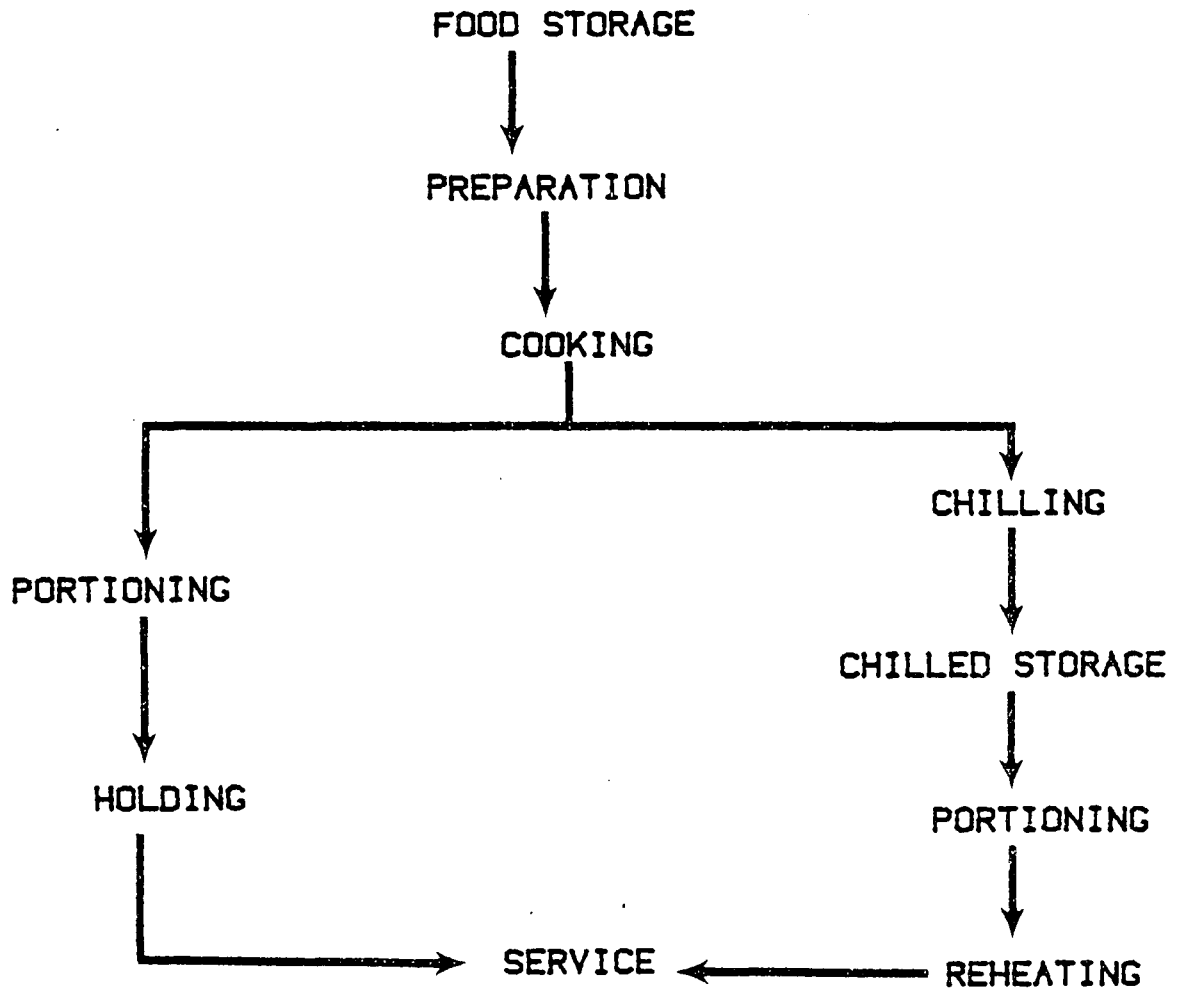 FOOD STORAGE
PREPARATION
COOKING
CHILLING
PORTIONING
CHILLED STORAGE
HOLDING
PORTIONING
SERVICE
REHEATING